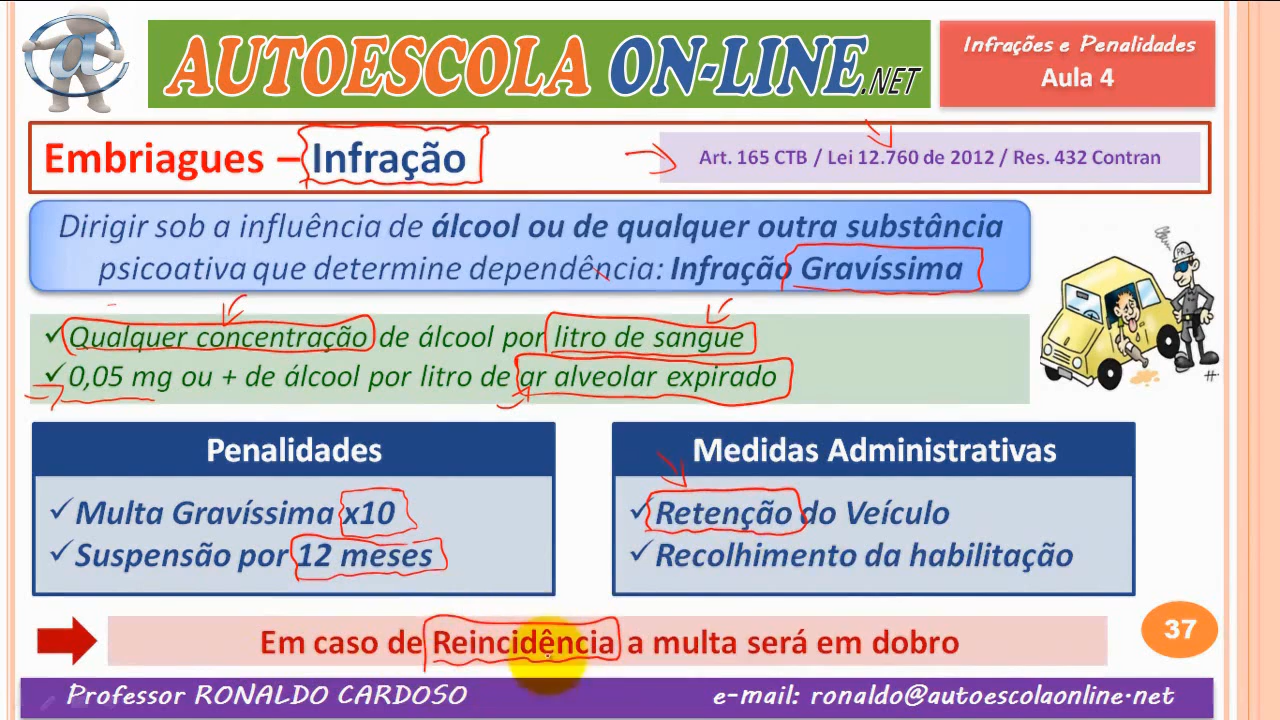 @
AUTOESCOLA ON-LINE.NET
Infrações e Penalidades
Aula 4
Embriagues – Infração
Art. 165 CTB / Lei 12.760 de 2012 / Res. 432 Contran
Dirigir sob a influência de álcool ou de qualquer outra substância
psicoativa que determine dependência: Infração Gravíssima
✓ Qualquer concentração de álcool por litro de sangue
✓ 0,05 mg ou + de álcool por litro de ar alveolar expirado
PR
Penalidades
✓ Multa Gravíssima x10
✓ Suspensão por 12 meses
Medidas Administrativas
✓ Retenção do Veículo
✓ Recolhimento da habilitação
Em caso de Reincidência a multa será em dobro
37
Professor RONALDO CARDOSO
e-mail: ronaldo@autoescolaonline.net